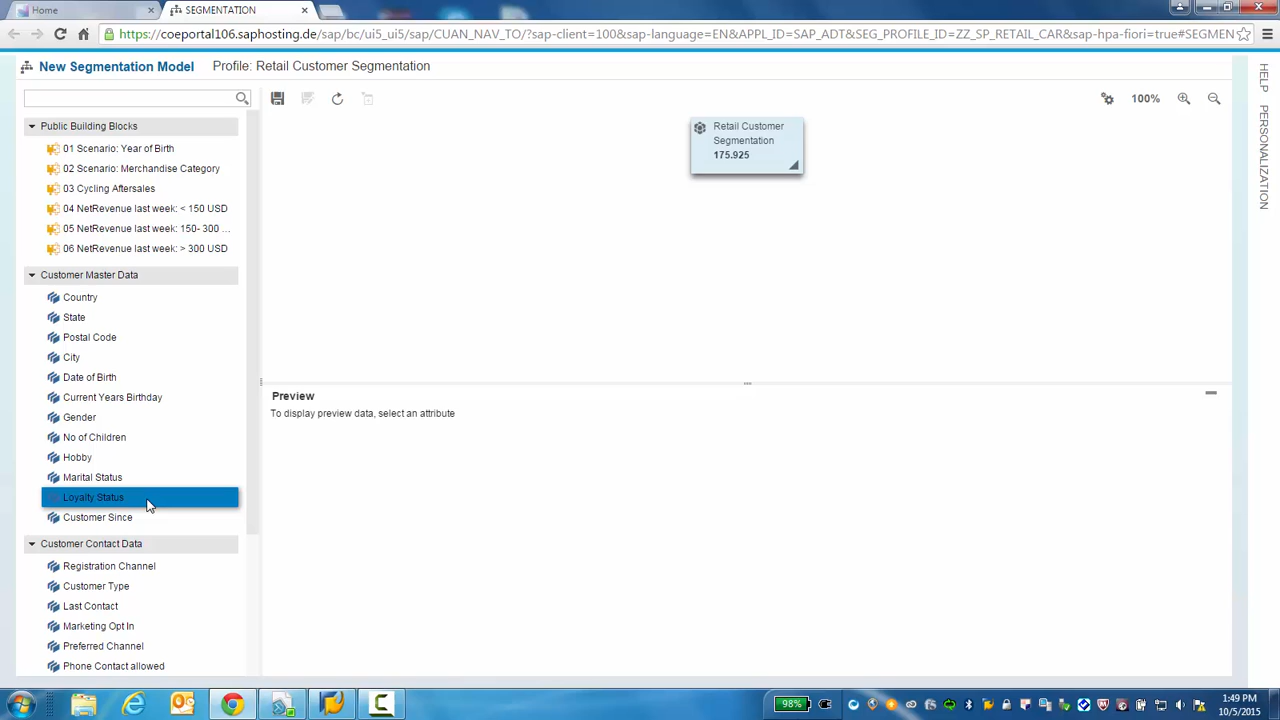 Home
SEGMENTATION
https://coeportal106.saphosting.de/sap/bc/ui5_ui5/sap/CUAN_NAV_TO/?sap-client=100&sap-language=EN&APPL_ID=SAP_ADT&SEG_PROFILE_ID=ZZ_SP_RETAIL_CAR&sap-hpa-fiori=true#SEGMEN
New Segmentation Model
Profile: Retail Customer Segmentation
HELP
PERSONALIZATION
100%
Public Building Blocks
01 Scenario: Year of Birth
02 Scenario: Merchandise Category
03 Cycling Aftersales
04 NetRevenue last week: < 150 USD
05 NetRevenue last week: 150- 300 ...
06 NetRevenue last week: > 300 USD
Customer Master Data
Country
State
Postal Code
City
Date of Birth
Current Years Birthday
Gender
No of Children
Hobby
Marital Status
Loyalty Status
Customer Since
Customer Contact Data
Registration Channel
Customer Type
Last Contact
Marketing Opt In
Preferred Channel
Phone Contact allowed
Retail Customer
Segmentation
175.925
Preview
To display preview data, select an attribute
98%
1:49 PM
10/5/2015